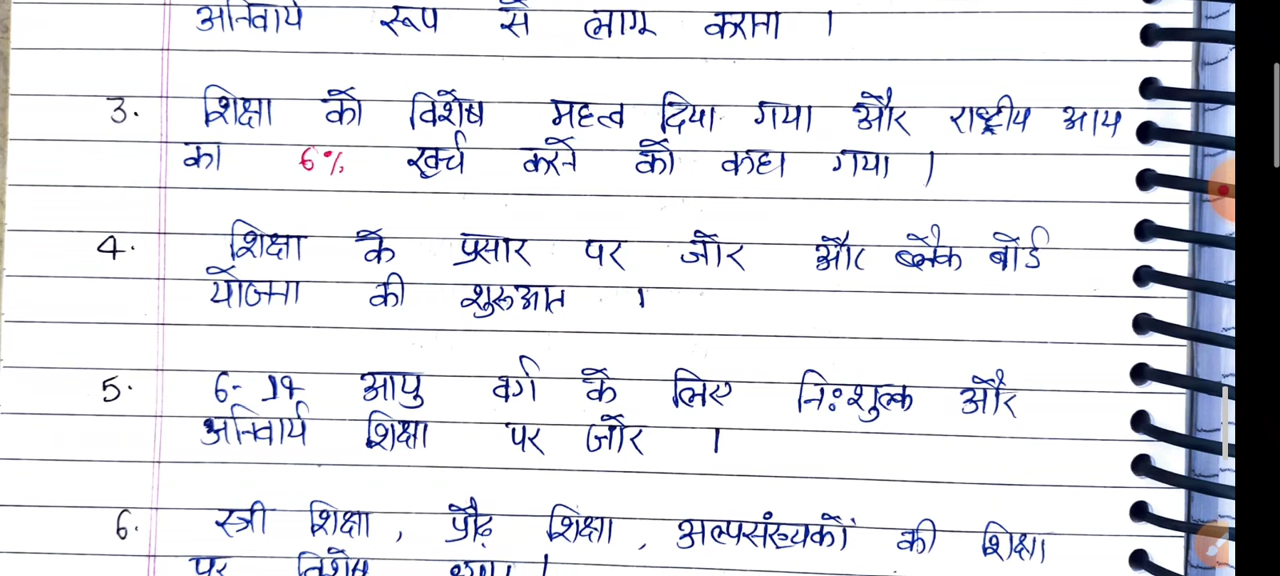 अनिवार्य रूप से लागू करना ।
3. शिक्षा को विशेष महत्व दिया गया और राष्ट्रीय आय
का 6% खर्च करने को कहा गया ।
4. शिक्षा के प्रसार पर जोर और ब्लैक बोर्ड
योजना की शुरुआत ।
5. 6-14 आयु वर्ग के लिए निःशुल्क और
अनिवार्य शिक्षा पर जोर ।
6. स्त्री शिक्षा, प्रौढ़ शिक्षा, अल्पसंख्यकों की शिक्षा
पर विशेष ।